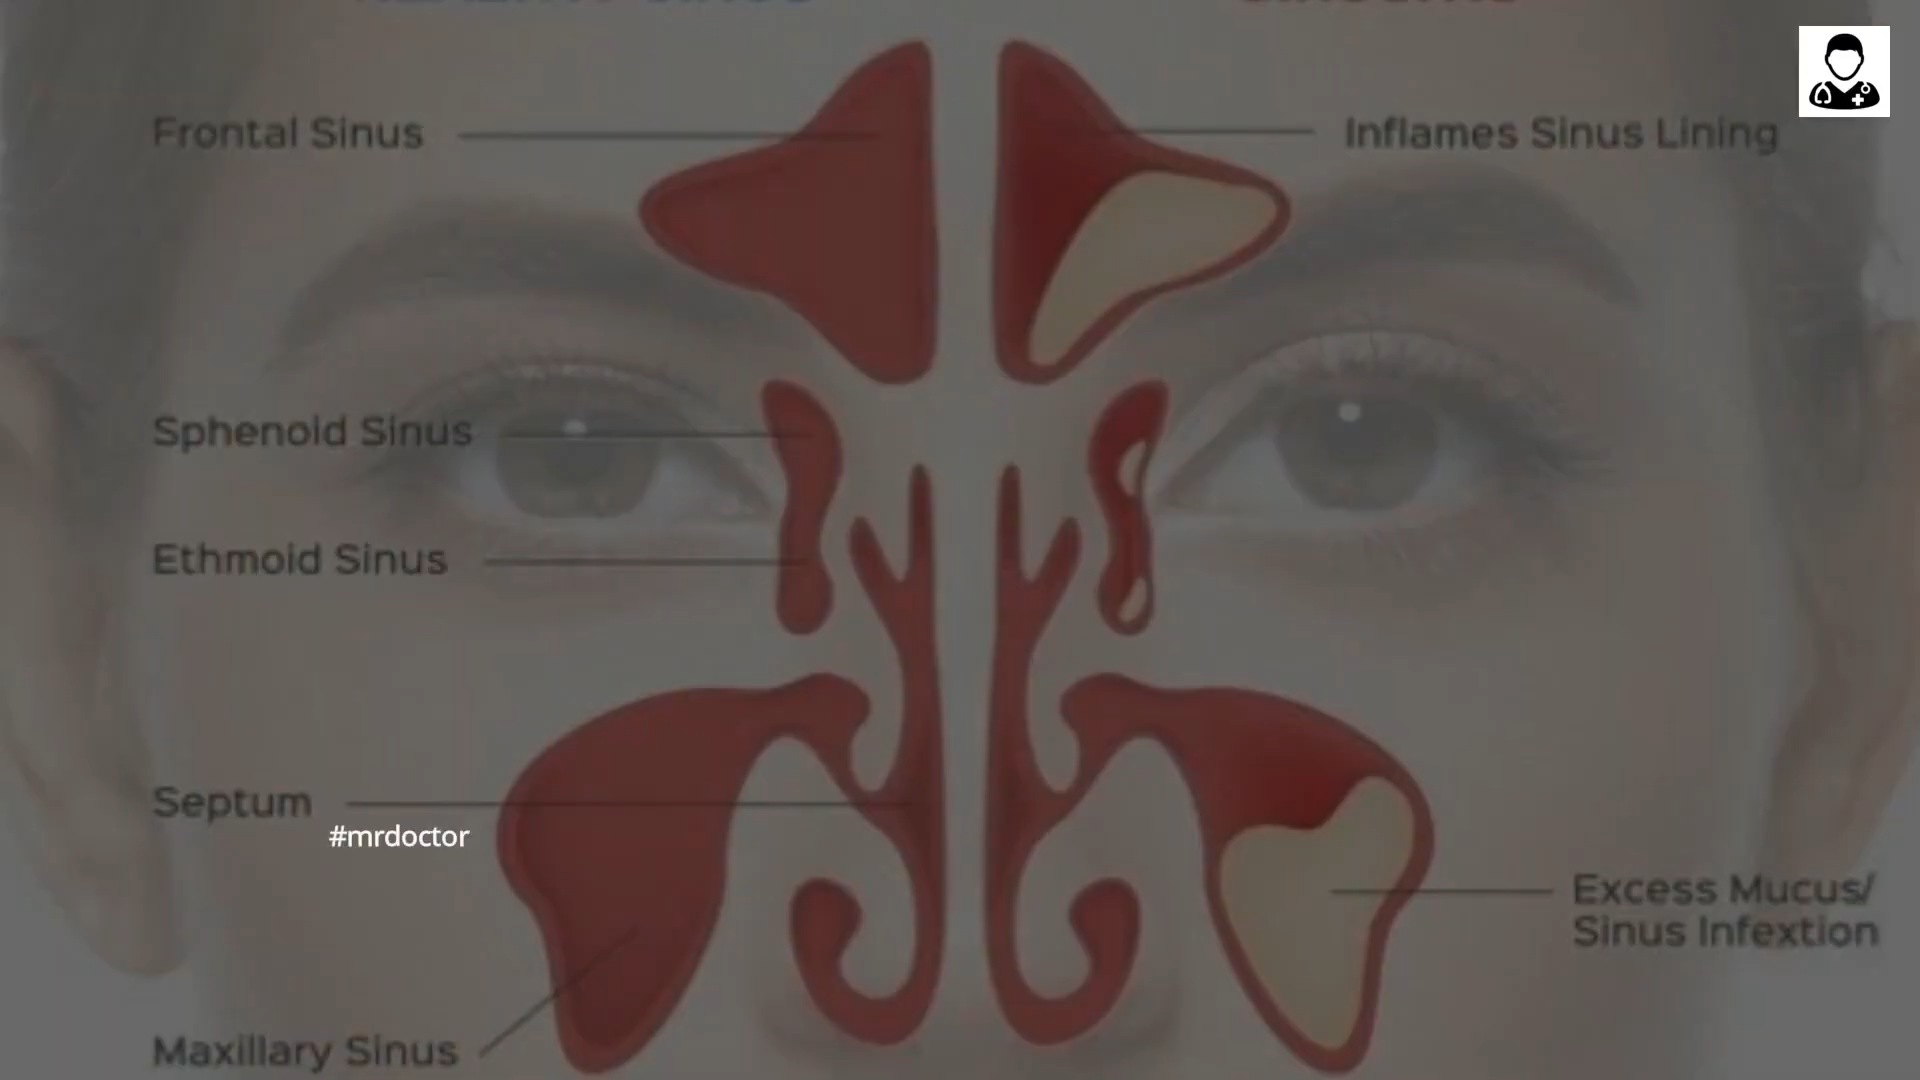 Frontal Sinus
Inflames Sinus Lining
Sphenoid Sinus
Ethmoid Sinus
Septum
#mrdoctor
Excess Mucus/
Sinus Infextion
Maxillary Sinus